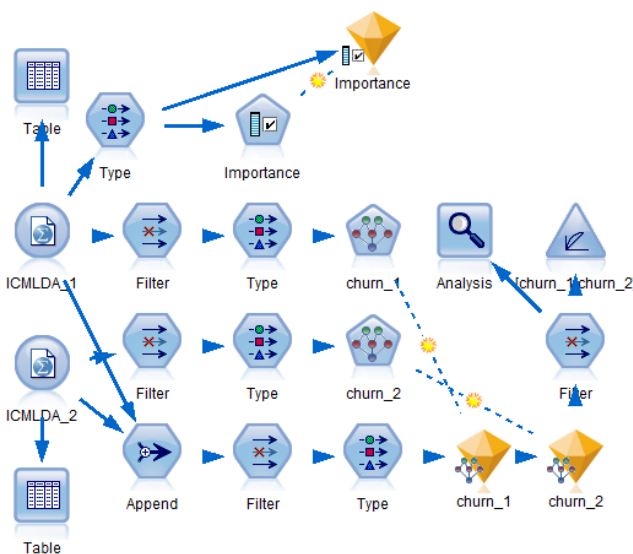 Importance
Table
Type
Importance
ICMLDA_1
Filter
Type
churn_1
Analysis
[churn_1 churn_2
ICMLDA_2
Filter
Type
churn_2
Filter
Append
Filter
Type
churn_1
churn_2
Table